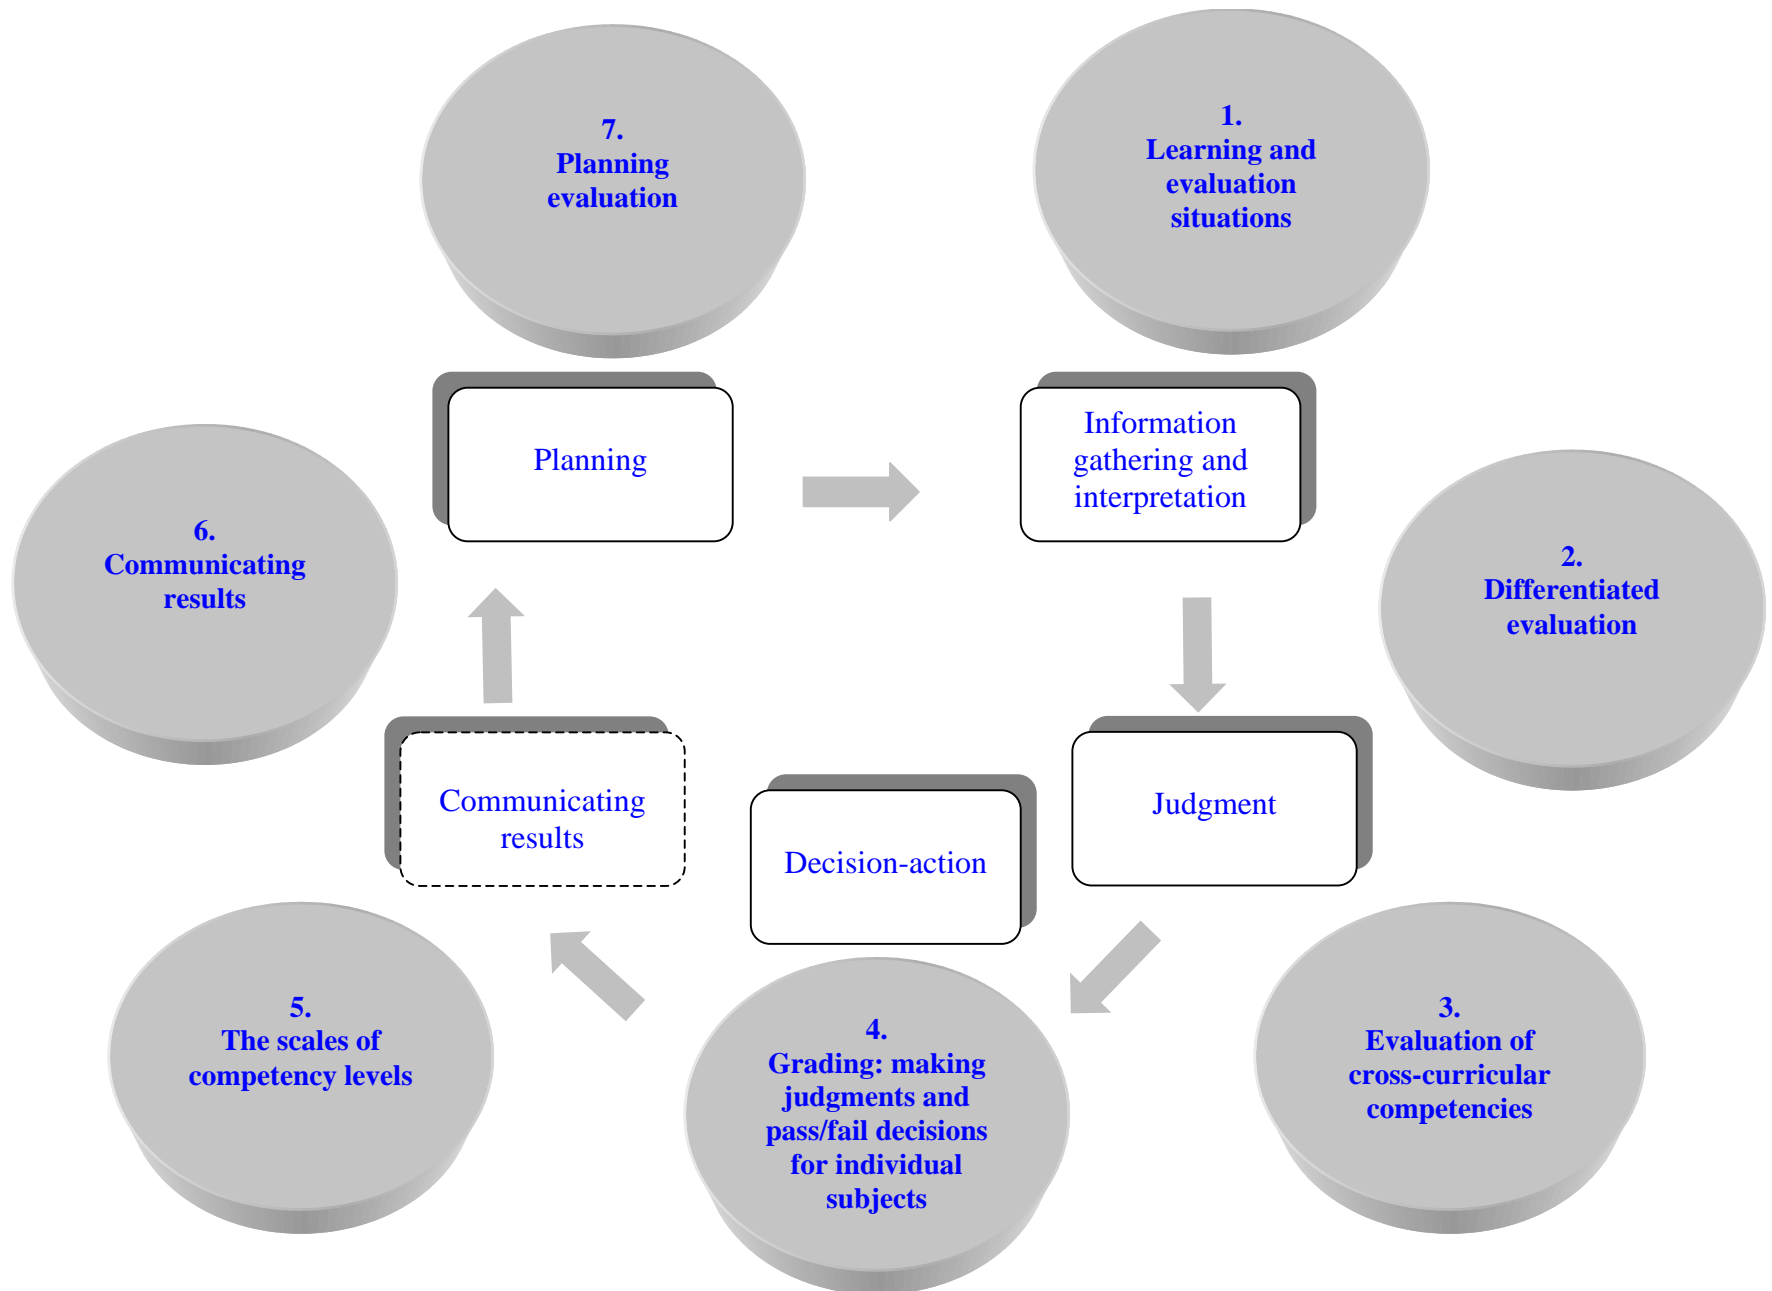 7.
Planning
evaluation
1.
Learning and
evaluation
situations
Planning
Information
gathering and
interpretation
6.
Communicating
results
2.
Differentiated
evaluation
Communicating
results
Decision-action
Judgment
5.
The scales of
competency levels
4.
Grading: making
judgments and
pass/fail decisions
for individual
subjects
3.
Evaluation of
cross-curricular
competencies